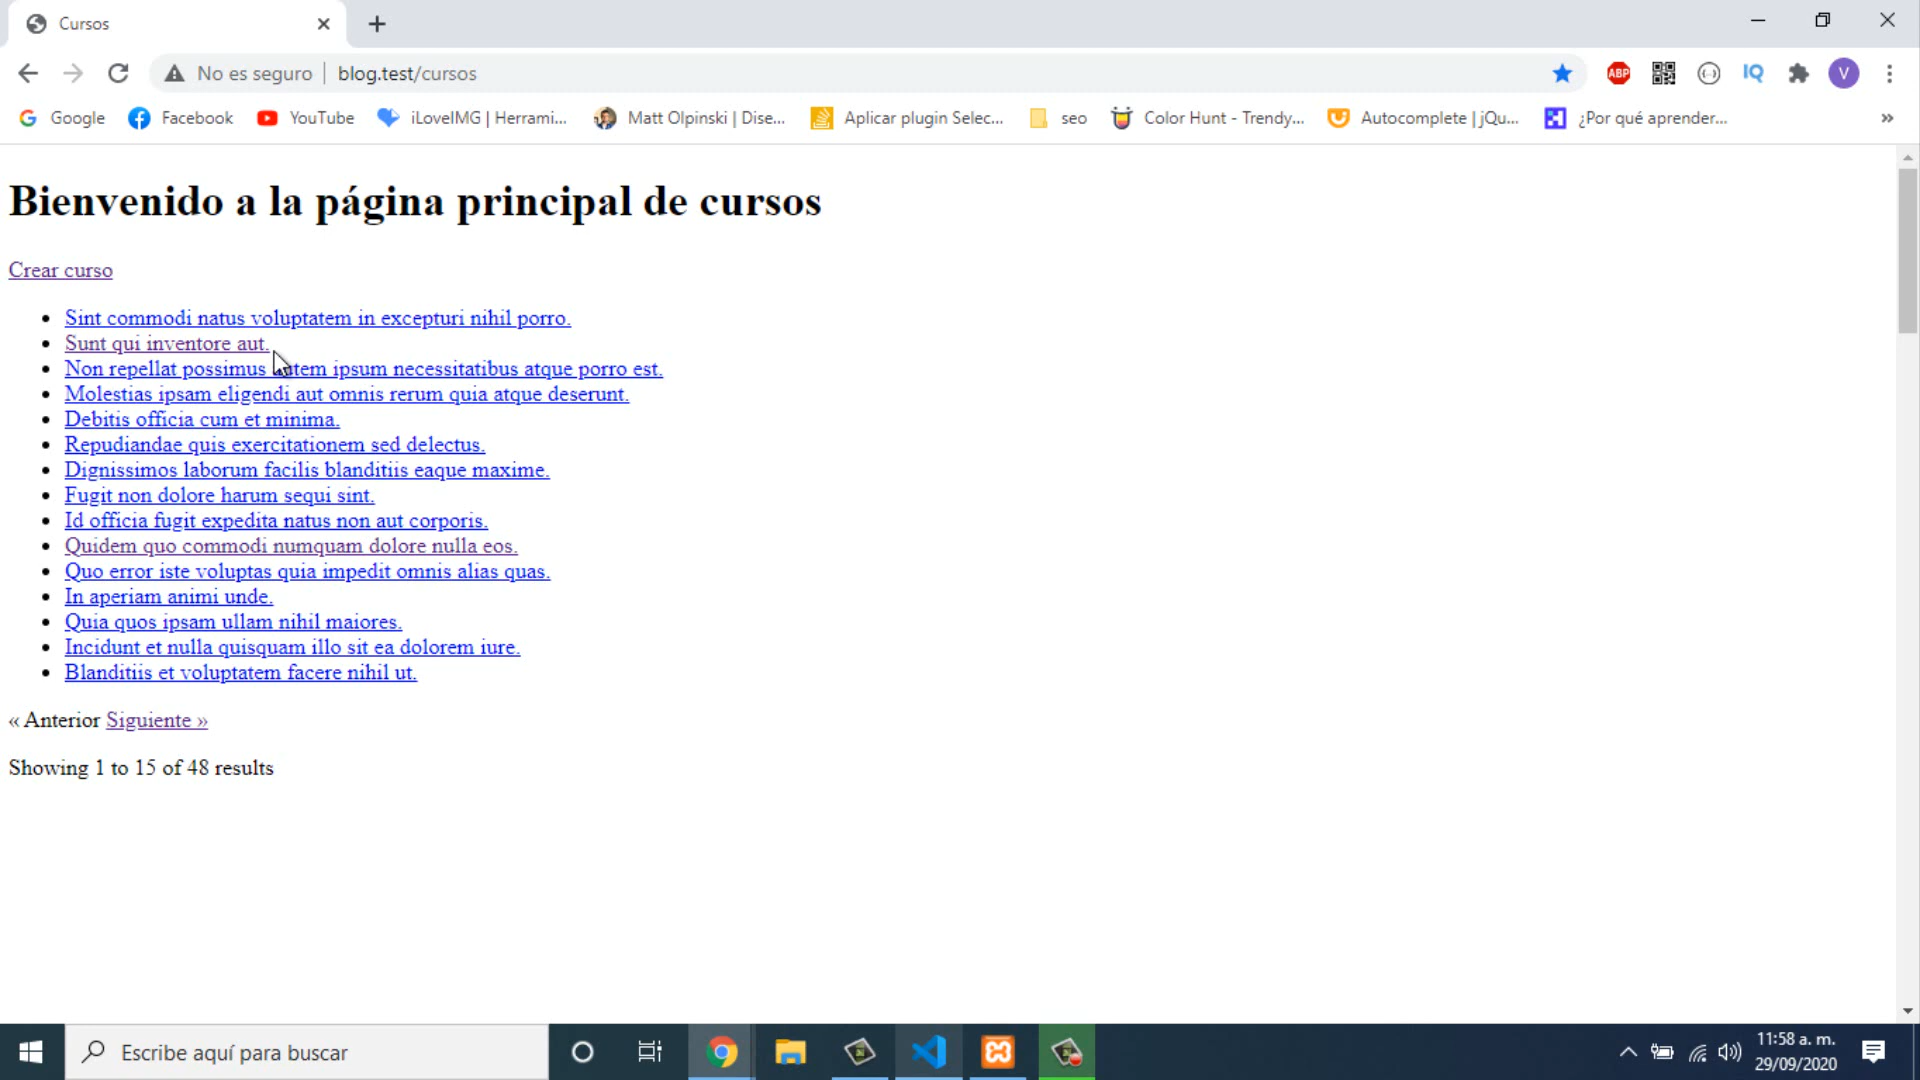 Cursos
No es seguro | blog.test/cursos
ABP
IQ
V
Google
Facebook
YouTube
iLoveIMG | Herrami...
Matt Olpinski | Dise...
Aplicar plugin Selec...
seo
Color Hunt - Trendy...
Autocomplete | jQu...
¿Por qué aprender...
»
Bienvenido a la página principal de cursos
Crear curso
Sint commodi natus voluptatem in excepturi nihil porro.
Sunt qui inventore aut.
Non repellat possimus autem ipsum necessitatibus atque porro est.
Molestias ipsam eligendi aut omnis rerum quia atque deserunt.
Debitis officia cum et minima.
Repudiandae quis exercitationem sed delectus.
Dignissimos laborum facilis blanditiis eaque maxime.
Fugit non dolore harum sequi sint.
Id officia fugit expedita natus non aut corporis.
Quidem quo commodi numquam dolore nulla eos.
Quo error iste voluptas quia impedit omnis alias quas.
In aperiam animi unde.
Quia quos ipsam ullam nihil maiores.
Incidunt et nulla quisquam illo sit ea dolorem iure.
Blanditiis et voluptatem facere nihil ut.
« Anterior Siguiente »
Showing 1 to 15 of 48 results
Escribe aquí para buscar
11:58 a. m.
29/09/2020